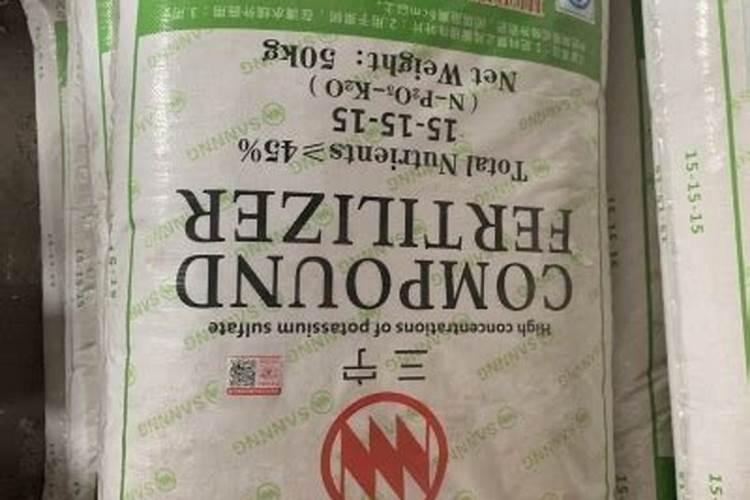 三宁
High concentrations of potassium sulfate
COMPOUND
FERTILIZER
Total Nutrients≥45%
15-15-15
(N-P₂O₅-K₂O)
Net Weight: 50kg
SANNNG
15-15-15